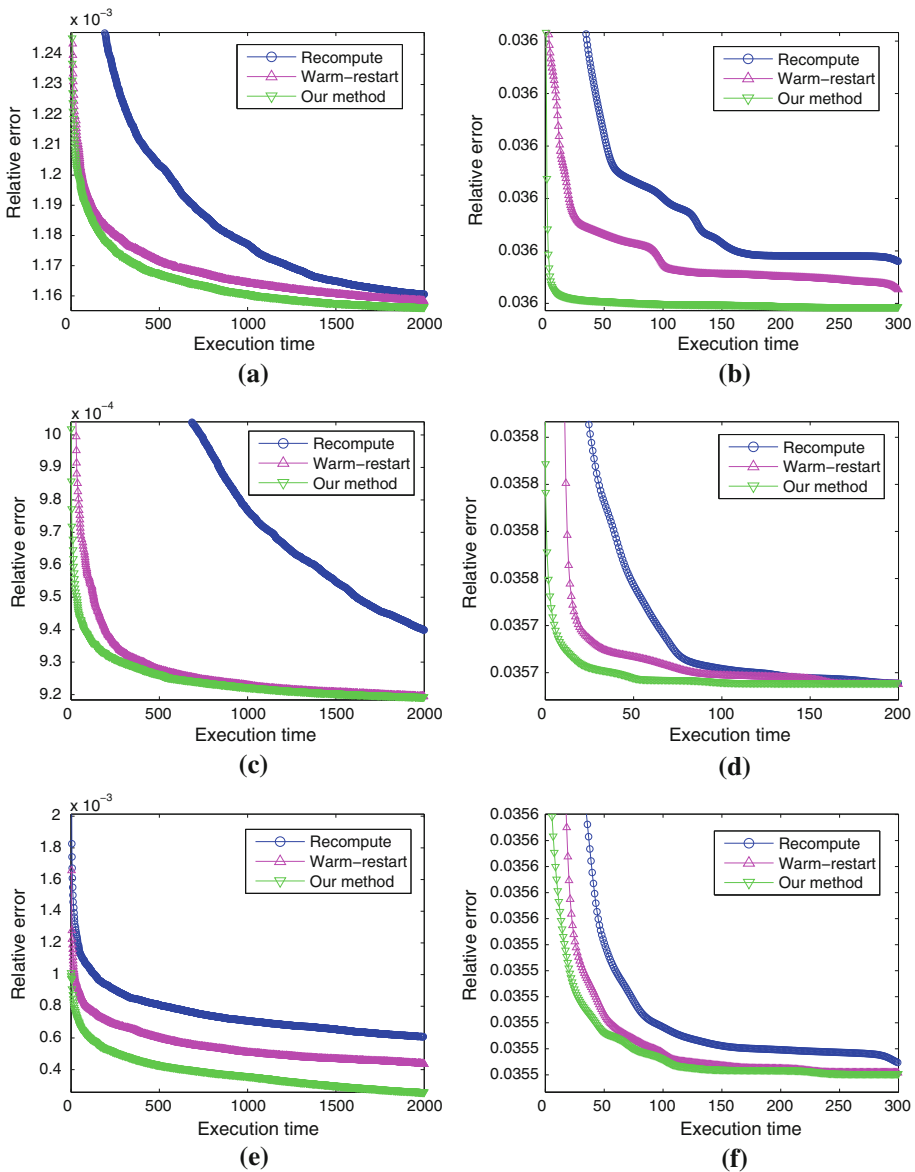 x 10⁻³
1.24
1.23
1.22
1.21
1.2
1.19
1.18
1.17
1.16
Relative error
0
500
1000
1500
2000
Execution time
Recompute
Warm−restart
Our method
(a)
0.036
0.036
0.036
0.036
0.036
0.036
Relative error
0
50
100
150
200
250
300
Execution time
Recompute
Warm−restart
Our method
(b)
x 10⁻⁴
10
9.9
9.8
9.7
9.6
9.5
9.4
9.3
9.2
Relative error
0
500
1000
1500
2000
Execution time
Recompute
Warm−restart
Our method
(c)
0.0358
0.0358
0.0358
0.0358
0.0357
0.0357
Relative error
0
50
100
150
200
Execution time
Recompute
Warm−restart
Our method
(d)
x 10⁻³
2
1.8
1.6
1.4
1.2
1
0.8
0.6
0.4
Relative error
0
500
1000
1500
2000
Execution time
Recompute
Warm−restart
Our method
(e)
0.0356
0.0356
0.0356
0.0356
0.0356
0.0355
0.0355
0.0355
0.0355
0.0355
0.0355
Relative error
0
50
100
150
200
250
300
Execution time
Recompute
Warm−restart
Our method
(f)